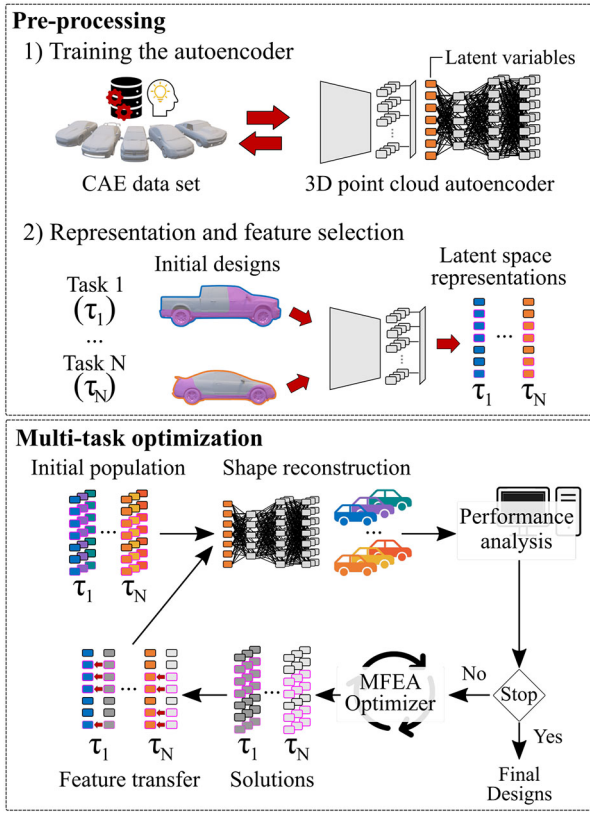 Pre-processing
1) Training the autoencoder
Latent variables
CAE data set
3D point cloud autoencoder
2) Representation and feature selection
Initial designs
Latent space
representations
Task 1
(τ1)
...
Task N
(τN)
...
τ1
τN
Multi-task optimization
Initial population
Shape reconstruction
...
...
τ1
τN
Performance
analysis
No
Stop
Yes
MFEA
Optimizer
...
...
τ1
τN
τ1
τN
Feature transfer
Solutions
Final
Designs